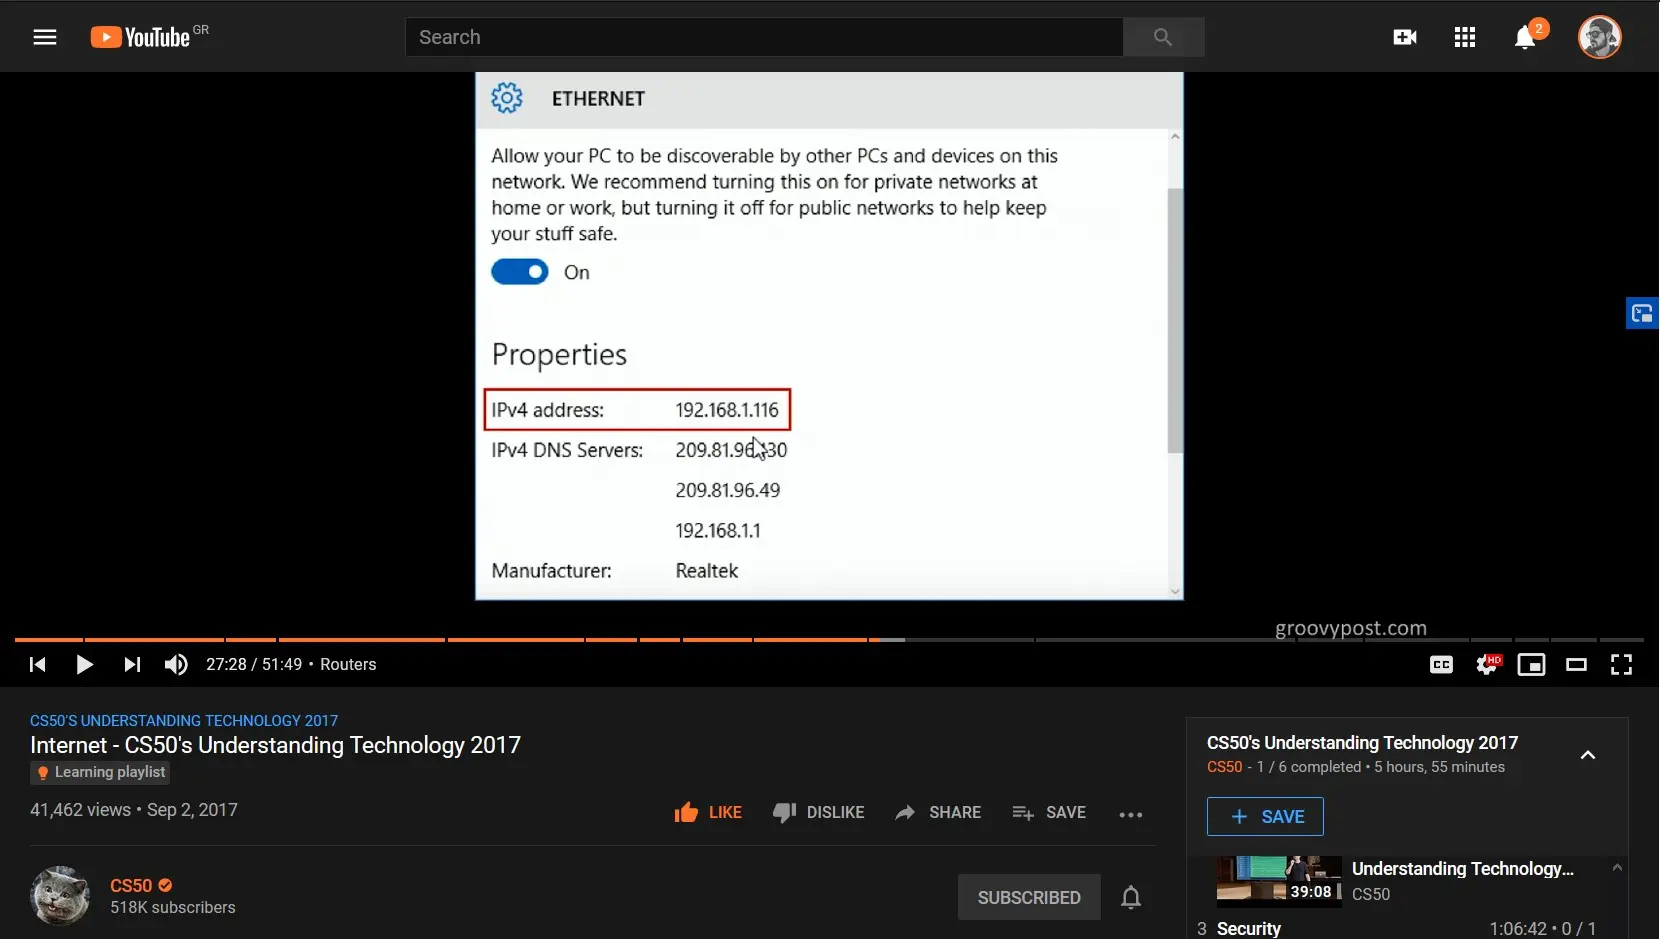 YouTube GR
Search
2
ETHERNET
Allow your PC to be discoverable by other PCs and devices on this
network. We recommend turning this on for private networks at
home or work, but turning it off for public networks to help keep
your stuff safe.
On
Properties
IPv4 address: 192.168.1.116
IPv4 DNS Servers: 209.81.96.130
209.81.96.49
192.168.1.1
Manufacturer: Realtek
groovypost.com
27:28 / 51:49 • Routers
CC
HD
CS50'S UNDERSTANDING TECHNOLOGY 2017
Internet - CS50's Understanding Technology 2017
Learning playlist
41,462 views • Sep 2, 2017
LIKE DISLIKE SHARE SAVE
CS50
518K subscribers
SUBSCRIBED
CS50's Understanding Technology 2017
CS50 - 1 / 6 completed • 5 hours, 55 minutes
SAVE
39:08
Understanding Technology...
CS50
3 Security 1:06:42 • 0 / 1